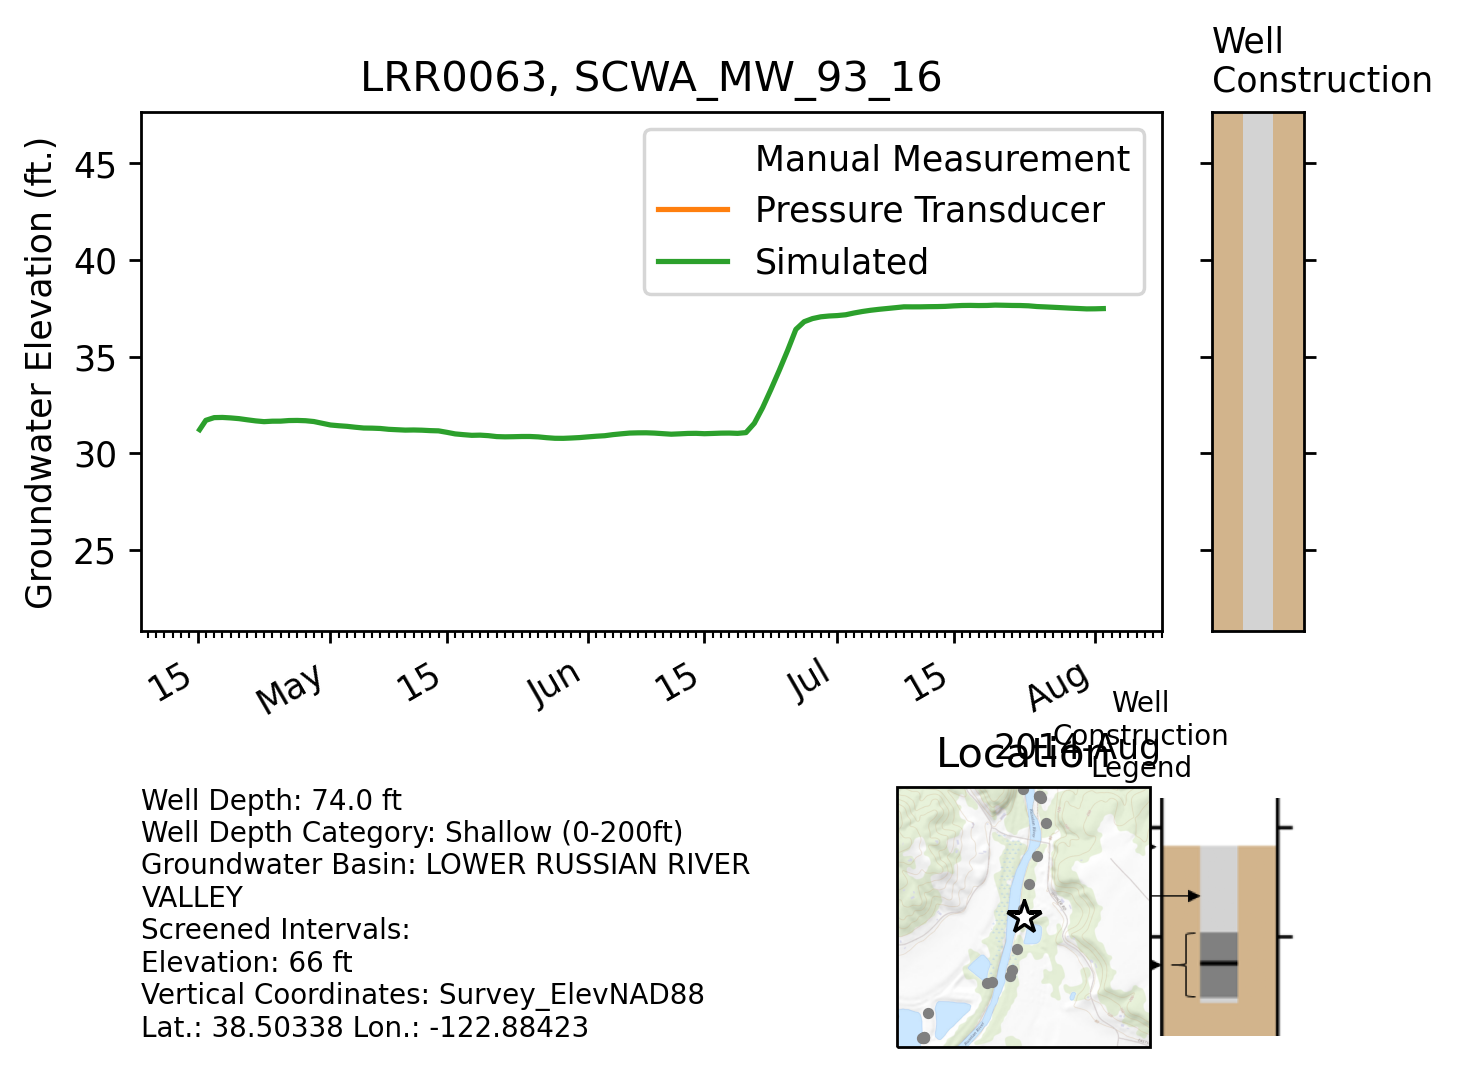 Well
Construction
LRR0063, SCWA_MW_93_16
Groundwater Elevation (ft.)
45
40
35
30
25
Manual Measurement
Pressure Transducer
Simulated
15
May
15
Jun
15
Jul
15
Aug
2014-Aug
Location
Well
Construction
Legend
Well Depth: 74.0 ft
Well Depth Category: Shallow (0-200ft)
Groundwater Basin: LOWER RUSSIAN RIVER
VALLEY
Screened Intervals:
Elevation: 66 ft
Vertical Coordinates: Survey_ElevNAD88
Lat.: 38.50338 Lon.: -122.88423